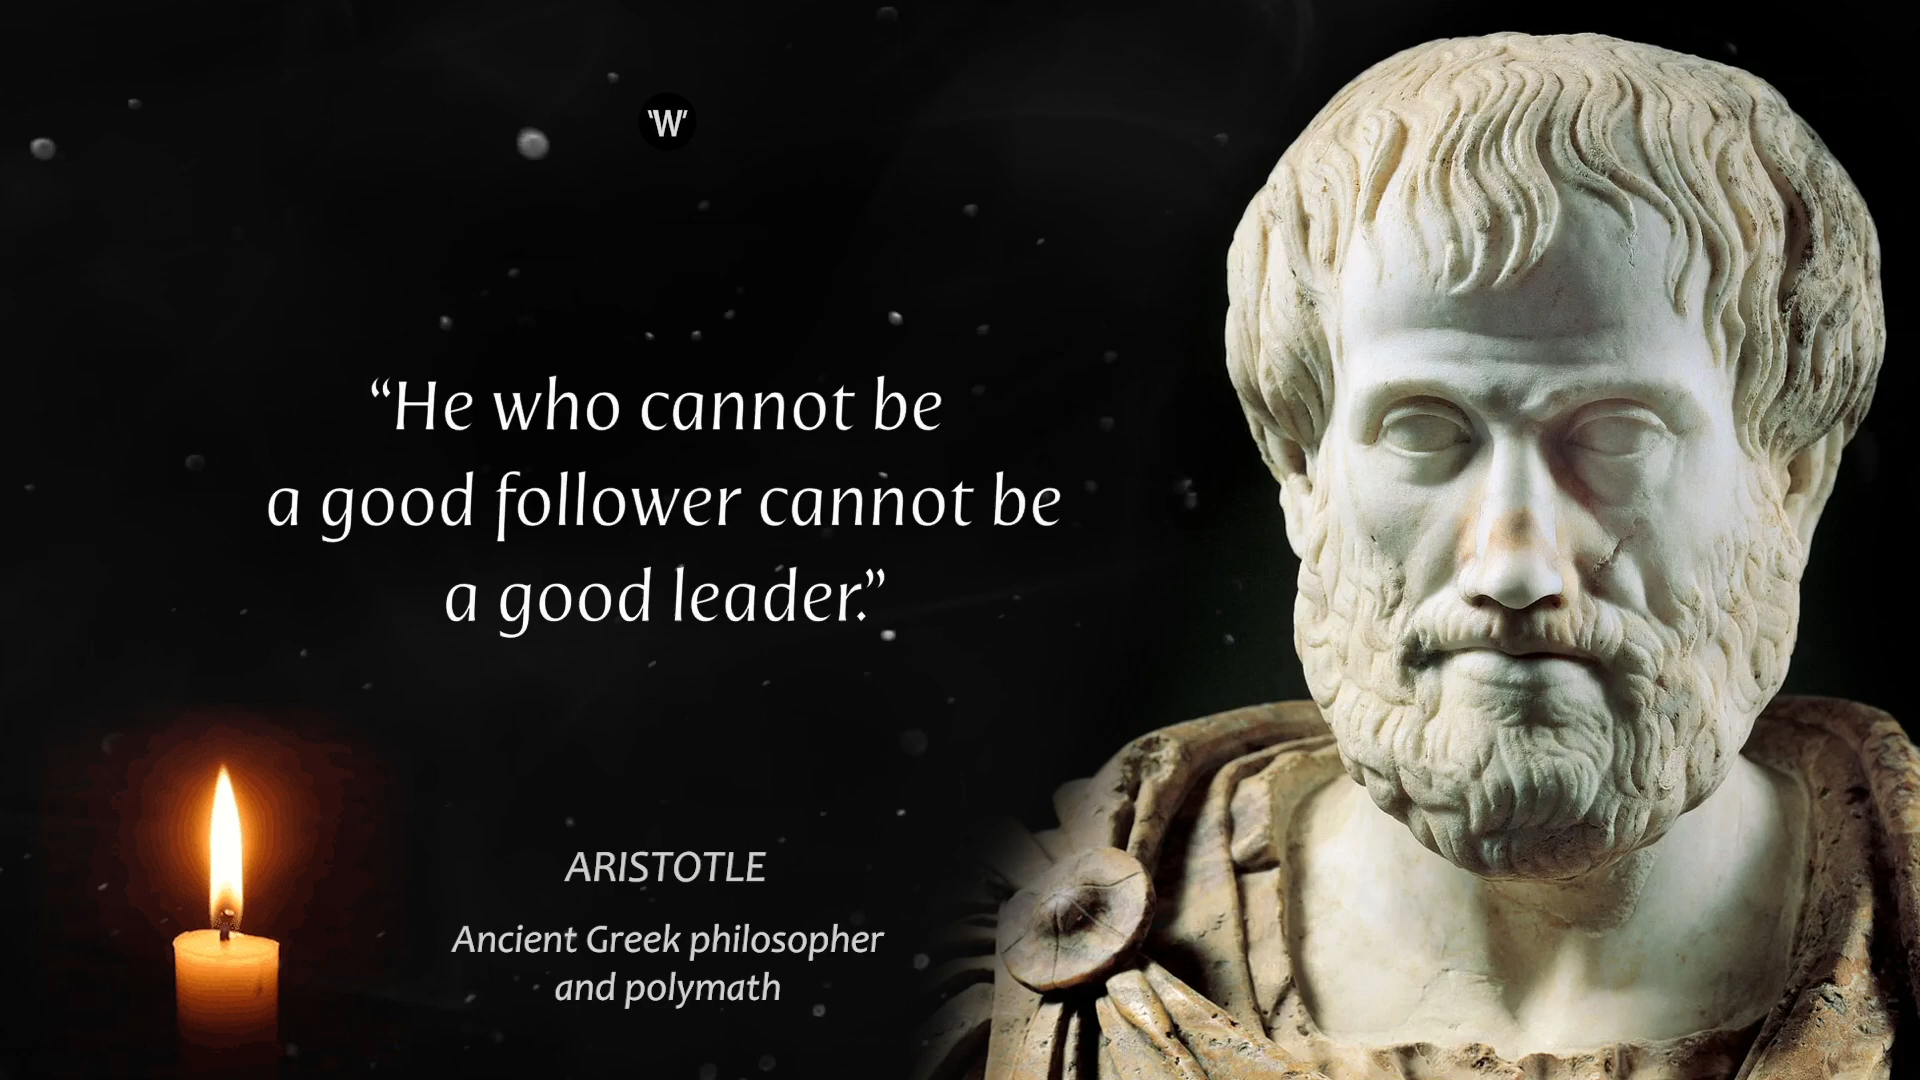 ‘W’
“He who cannot be
a good follower cannot be
a good leader.”
ARISTOTLE
Ancient Greek philosopher
and polymath